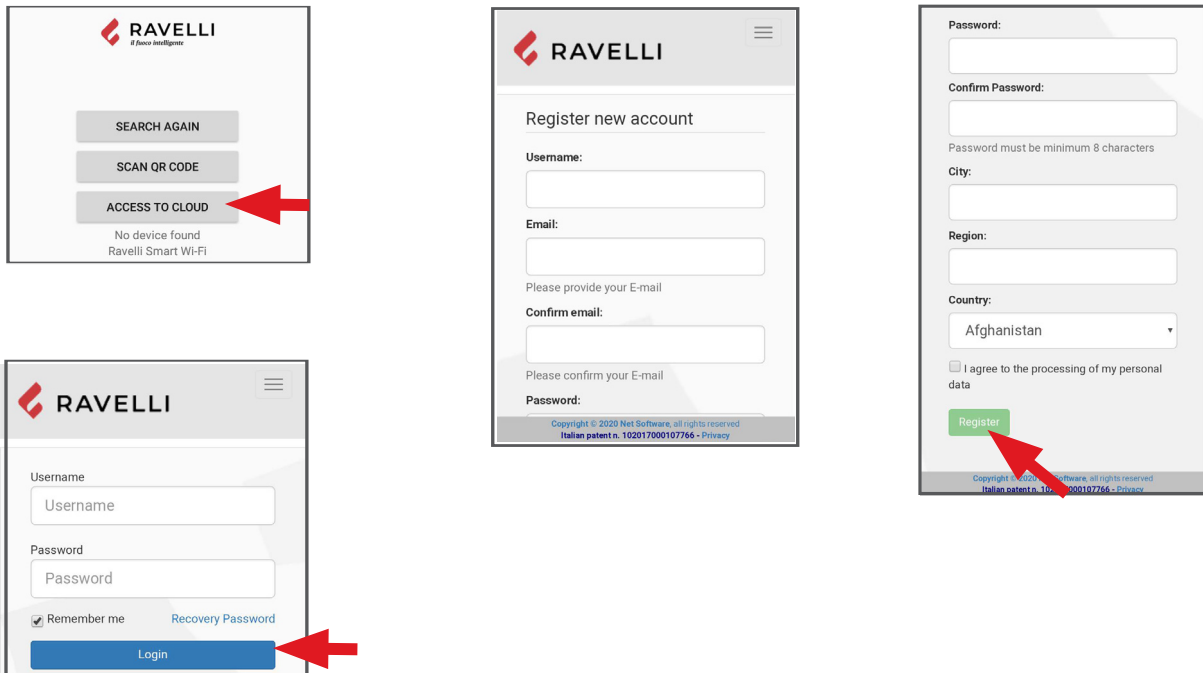 RAVELLI
il fuoco intelligente
SEARCH AGAIN
SCAN QR CODE
ACCESS TO CLOUD
No device found
Ravelli Smart Wi-Fi
RAVELLI
Username
Username
Password
Password
Remember me
Recovery Password
Login
RAVELLI
Register new account
Username:
Email:
Please provide your E-mail
Confirm email:
Please confirm your E-mail
Password:
Copyright © 2020 Net Software, all rights reserved
Italian patent n. 102017000107766 - Privacy
Password:
Confirm Password:
Password must be minimum 8 characters
City:
Region:
Country:
Afghanistan
I agree to the processing of my personal
data
Register
Copyright © 2020 Software, all rights reserved
Italian patent n. 000107766 - Privacy